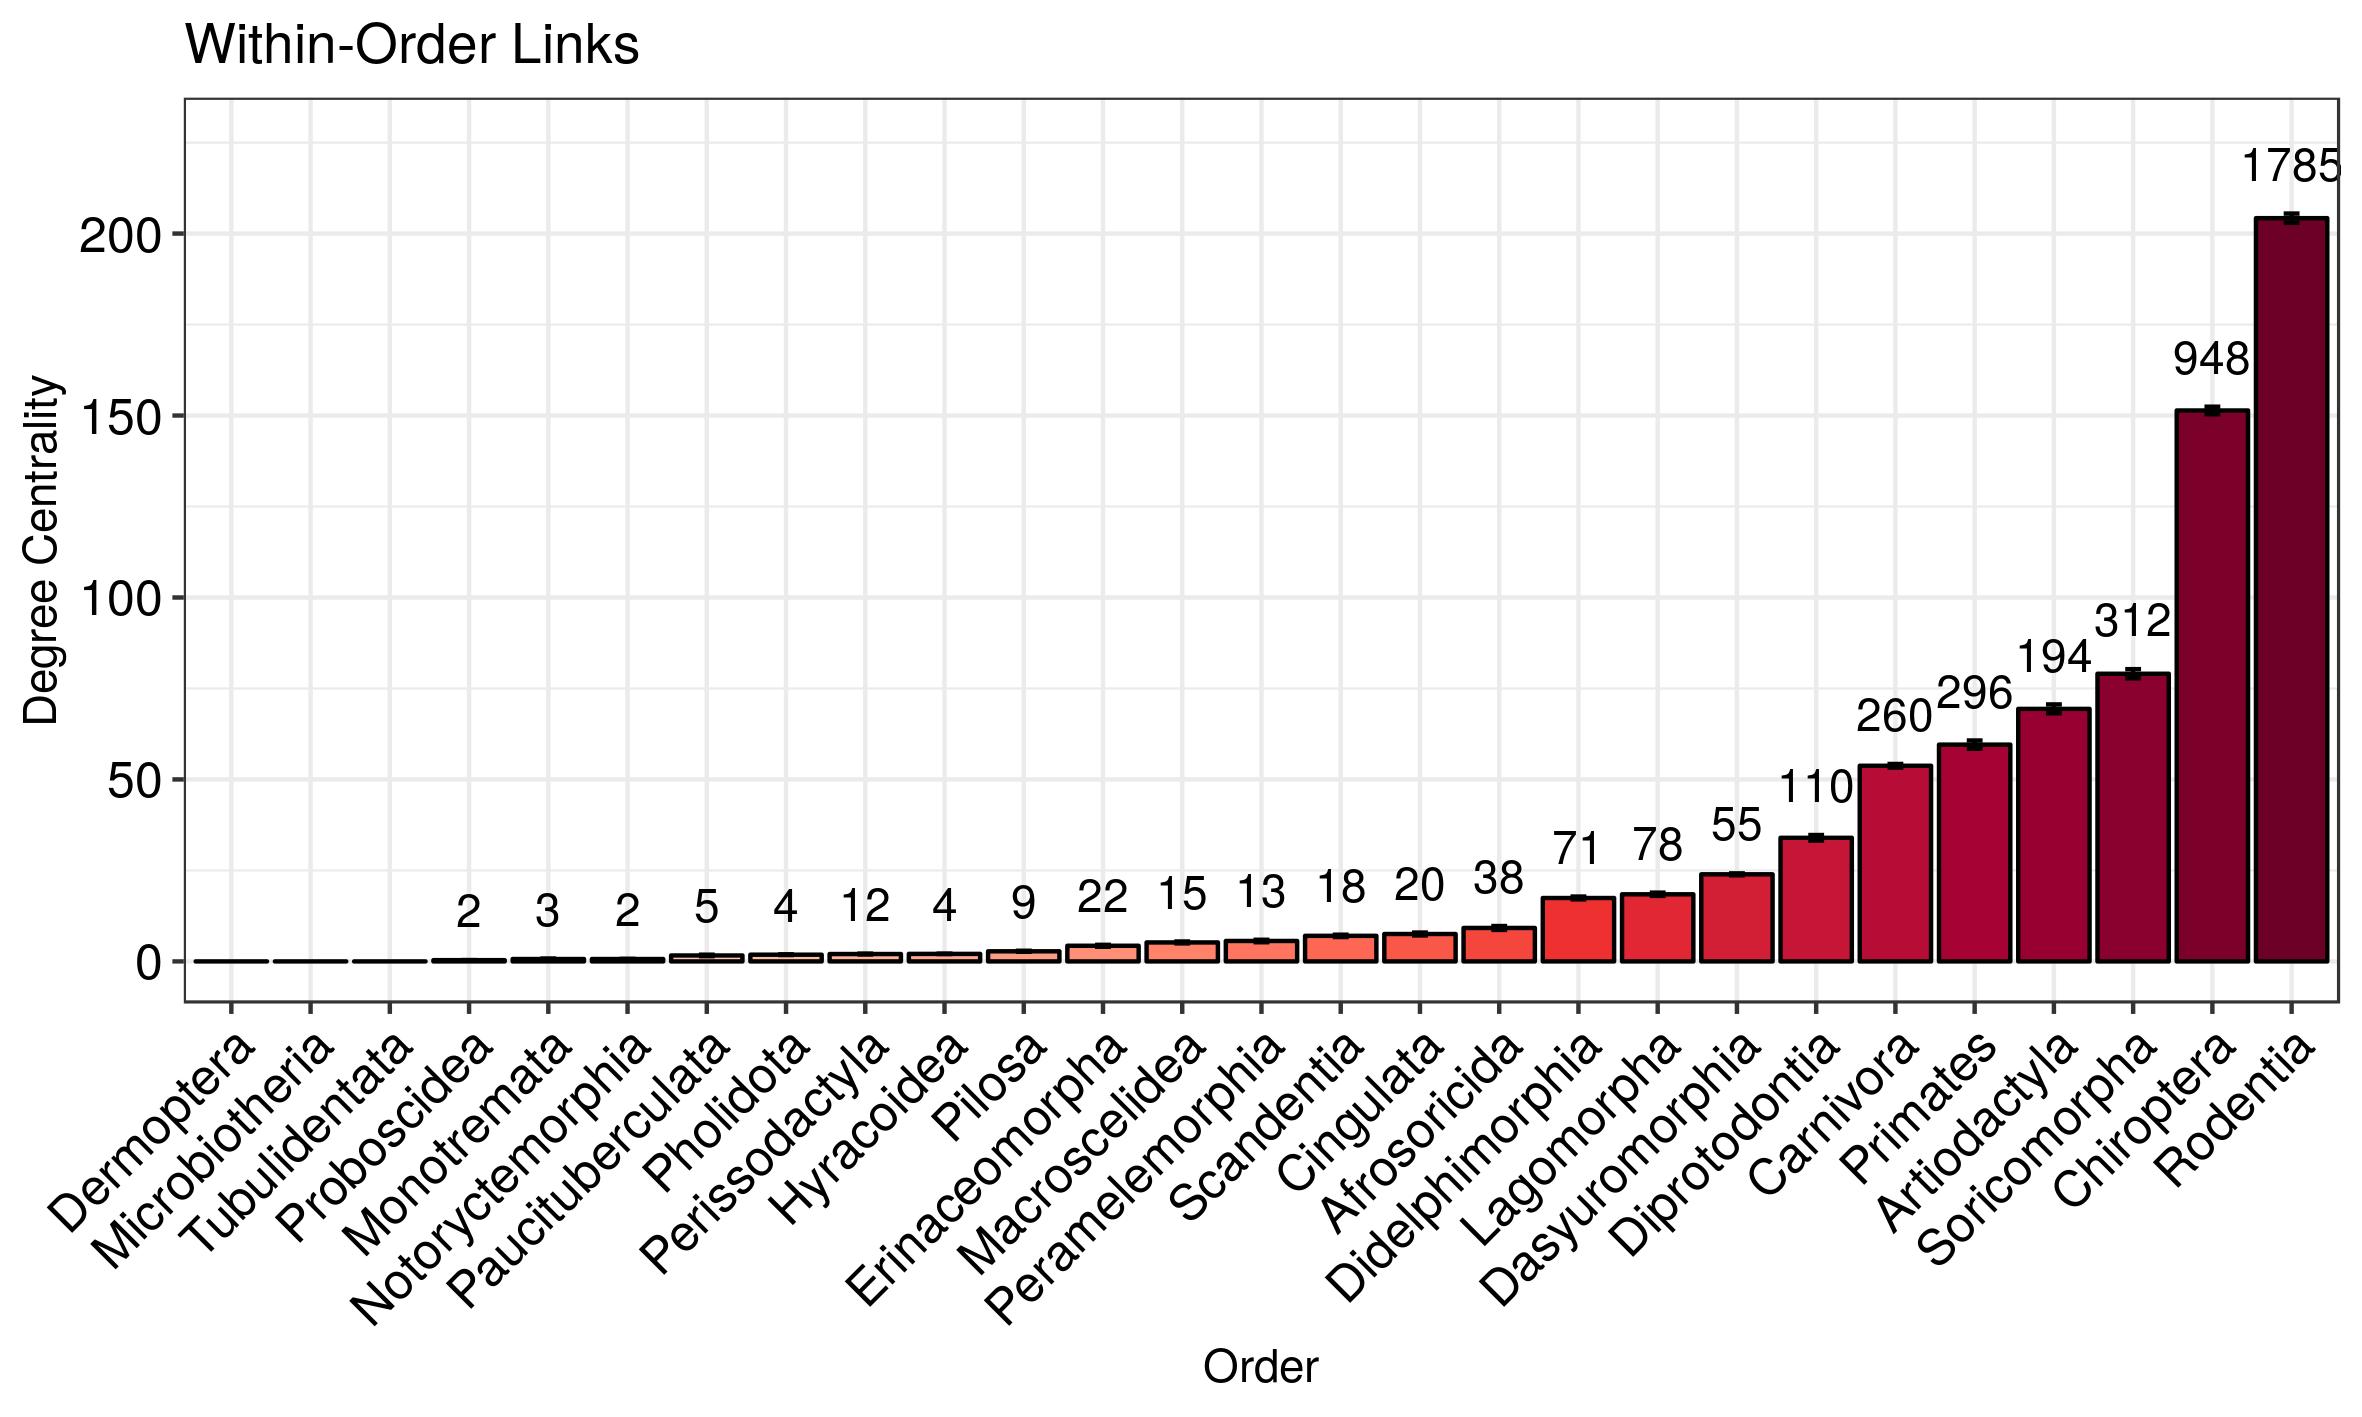 Within-Order Links
Degree Centrality
200
150
100
50
0
2
3
2
5
4
12
4
9
22
15
13
18
20
38
71
78
55
110
260
296
194
312
948
1785
Dermoptera
Microbiotheria
Tubulidentata
Proboscidea
Monotremata
Notoryctemorphia
Paucituberculata
Pholidota
Perissodactyla
Hyracoidea
Pilosa
Erinaceomorpha
Macroscelidea
Peramelemorphia
Scandentia
Cingulata
Afrosoricida
Didelphimorphia
Lagomorpha
Dasyuromorphia
Diprotodontia
Carnivora
Primates
Artiodactyla
Soricomorpha
Chiroptera
Rodentia
Order